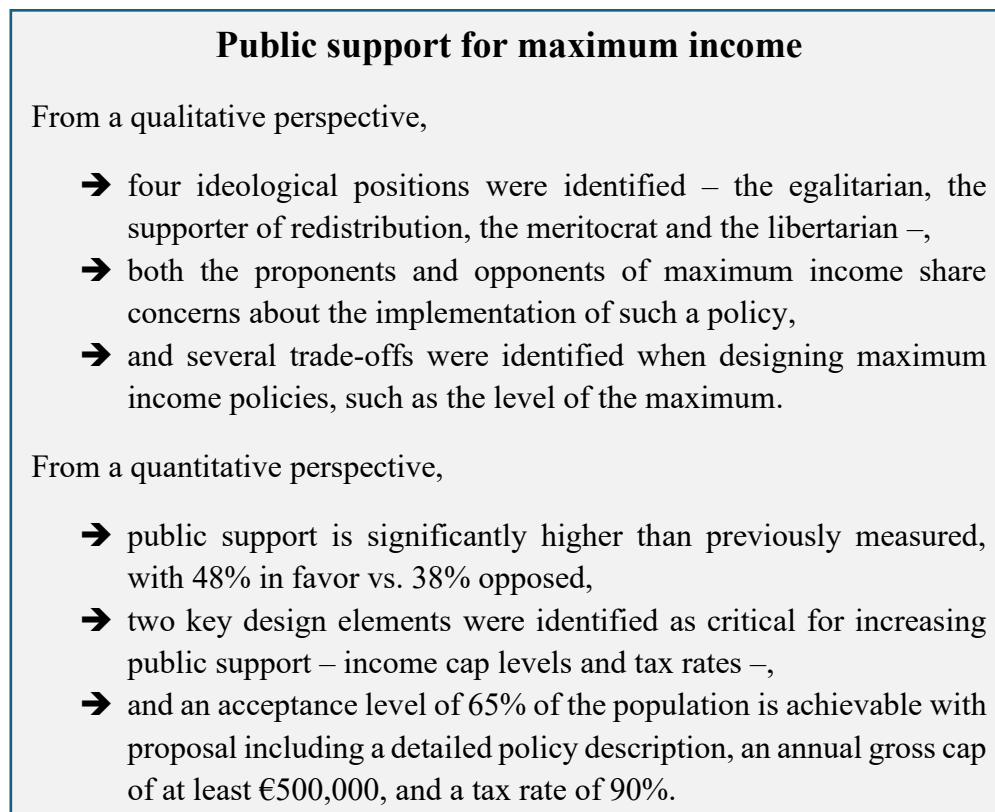 Public support for maximum income
From a qualitative perspective,
➔ four ideological positions were identified – the egalitarian, the
supporter of redistribution, the meritocrat and the libertarian –,
➔ both the proponents and opponents of maximum income share
concerns about the implementation of such a policy,
➔ and several trade-offs were identified when designing maximum
income policies, such as the level of the maximum.
From a quantitative perspective,
➔ public support is significantly higher than previously measured,
with 48% in favor vs. 38% opposed,
➔ two key design elements were identified as critical for increasing
public support – income cap levels and tax rates –,
➔ and an acceptance level of 65% of the population is achievable with
proposal including a detailed policy description, an annual gross cap
of at least €500,000, and a tax rate of 90%.